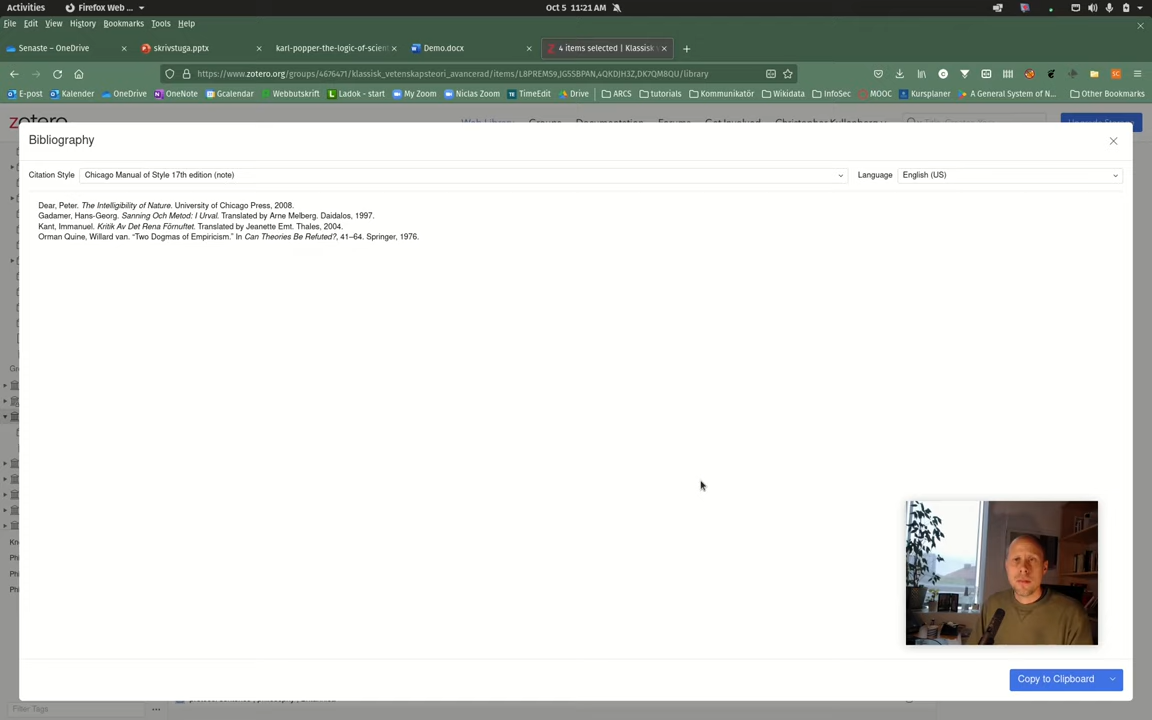 Activities
Firefox Web ...
Oct 5 11:21 AM
File Edit View History Bookmarks Tools Help
Senaste – OneDrive
skrivstuga.pptx
karl-popper-the-logic-of-scien
Demo.docx
4 items selected | Klassisk
https://www.zotero.org/groups/4676471/klassisk_vetenskapsteori_avancerad/items/L8PREMS9,JGSSBPAN,4QKDJH3Z,DK7QM8QU/library
E-post Kalender OneDrive OneNote Gcalendar Webbutskrift Ladok - start My Zoom Niclas Zoom TimeEdit Drive ARCS tutorials Kommunikatör Wikidata InfoSec MOOC Kursplaner A General System of N... Other Bookmarks
Bibliography
Citation Style
Chicago Manual of Style 17th edition (note)
Language
English (US)
Dear, Peter. The Intelligibility of Nature. University of Chicago Press, 2008.
Gadamer, Hans-Georg. Sanning Och Metod: I Urval. Translated by Arne Melberg. Daidalos, 1997.
Kant, Immanuel. Kritik Av Det Rena Förnuftet. Translated by Jeanette Emt. Thales, 2004.
Orman Quine, Willard van. “Two Dogmas of Empiricism.” In Can Theories Be Refuted?, 41–64. Springer, 1976.
Copy to Clipboard
Filter Tags